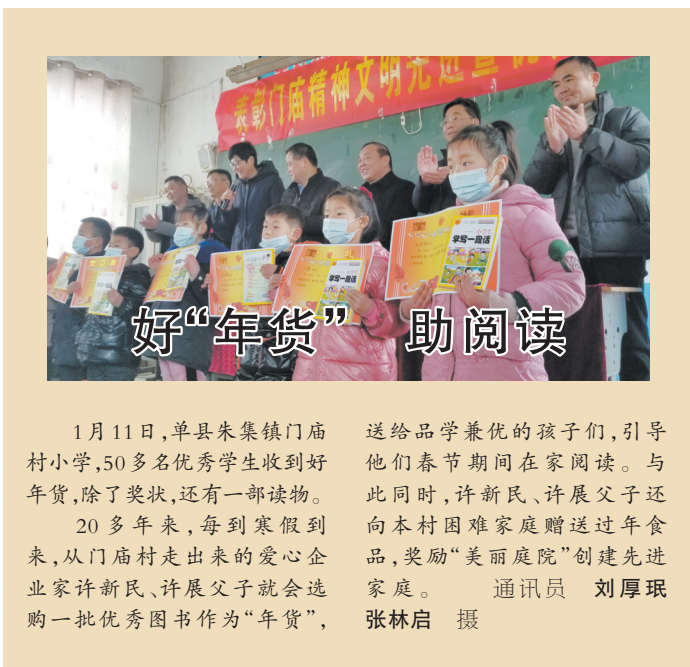 表彰门庙精神文明先进暨优
学写一段话
学写一段话
好“年货” 助阅读
1月11日,单县朱集镇门庙
村小学,50多名优秀学生收到好
年货,除了奖状,还有一部读物。
20多年来,每到寒假到
来,从门庙村走出来的爱心企
业家许新民、许展父子就会选
购一批优秀图书作为“年货”,
送给品学兼优的孩子们,引导
他们春节期间在家阅读。与
此同时,许新民、许展父子还
向本村困难家庭赠送过年食
品,奖励“美丽庭院”创建先进
家庭。 通讯员 刘厚珉
张林启 摄